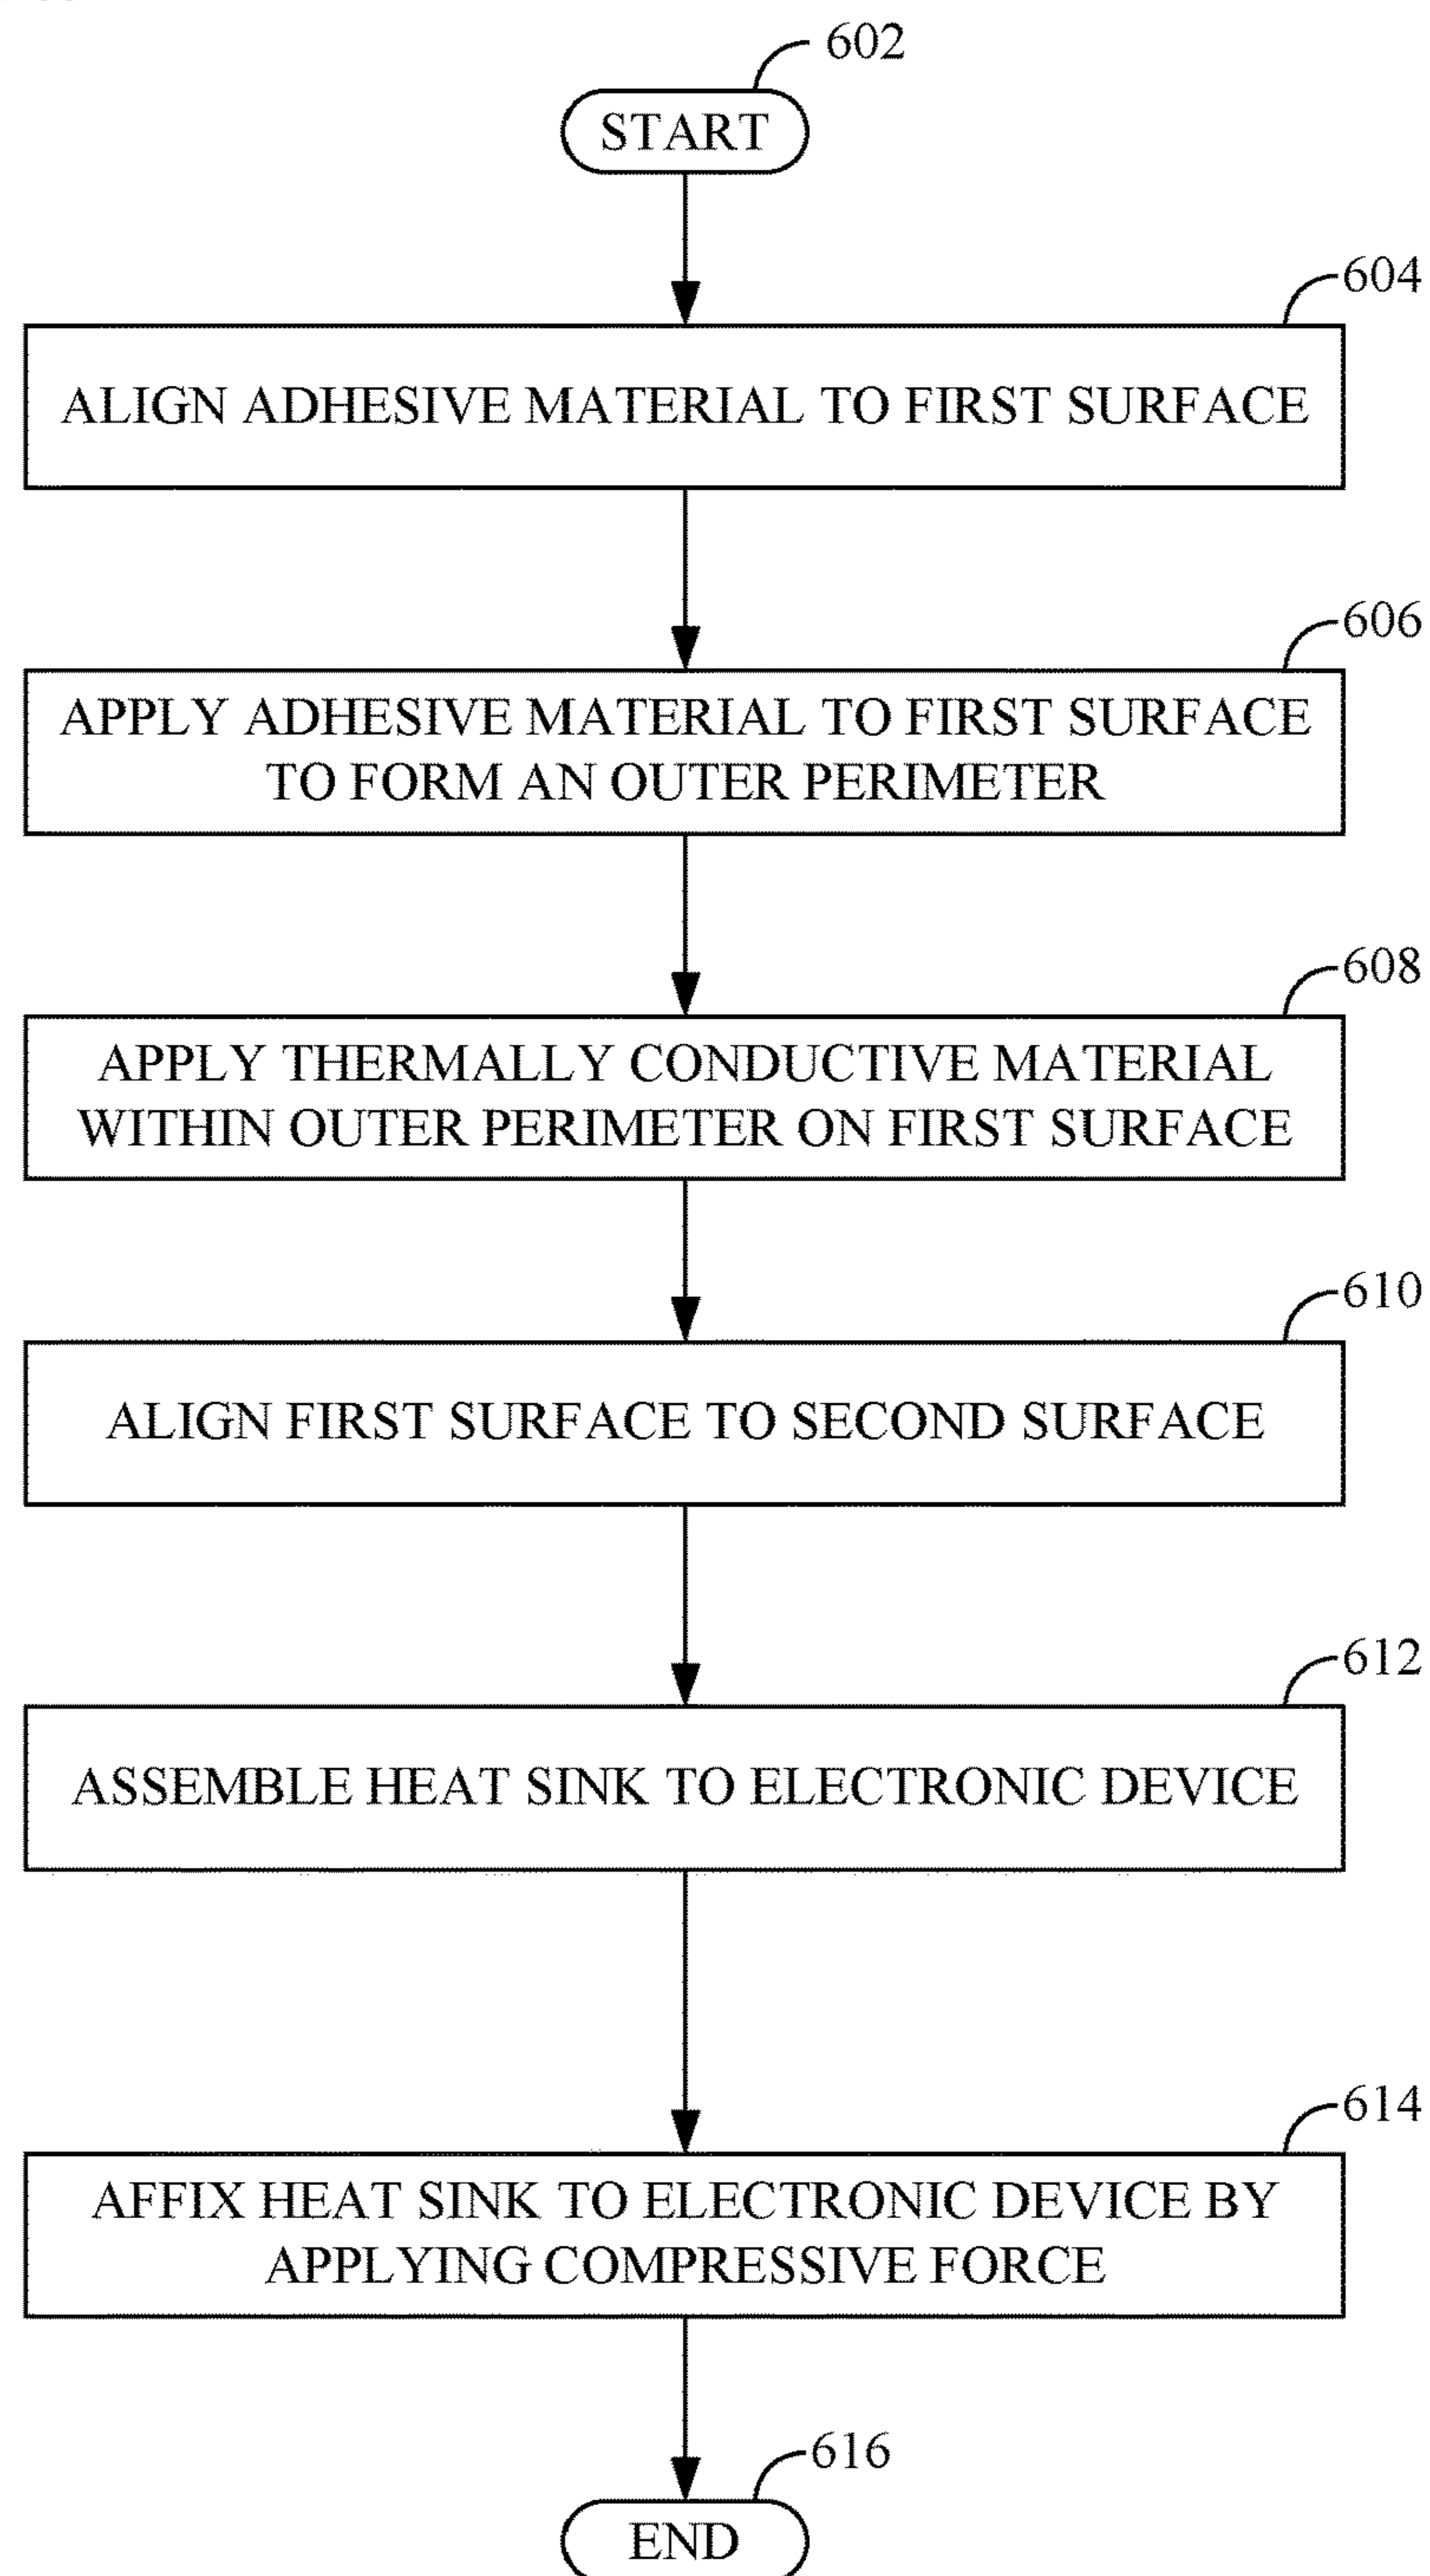 602
START
604
ALIGN ADHESIVE MATERIAL TO FIRST SURFACE
606
APPLY ADHESIVE MATERIAL TO FIRST SURFACE
TO FORM AN OUTER PERIMETER
608
APPLY THERMALLY CONDUCTIVE MATERIAL
WITHIN OUTER PERIMETER ON FIRST SURFACE
610
ALIGN FIRST SURFACE TO SECOND SURFACE
612
ASSEMBLE HEAT SINK TO ELECTRONIC DEVICE
614
AFFIX HEAT SINK TO ELECTRONIC DEVICE BY
APPLYING COMPRESSIVE FORCE
616
END